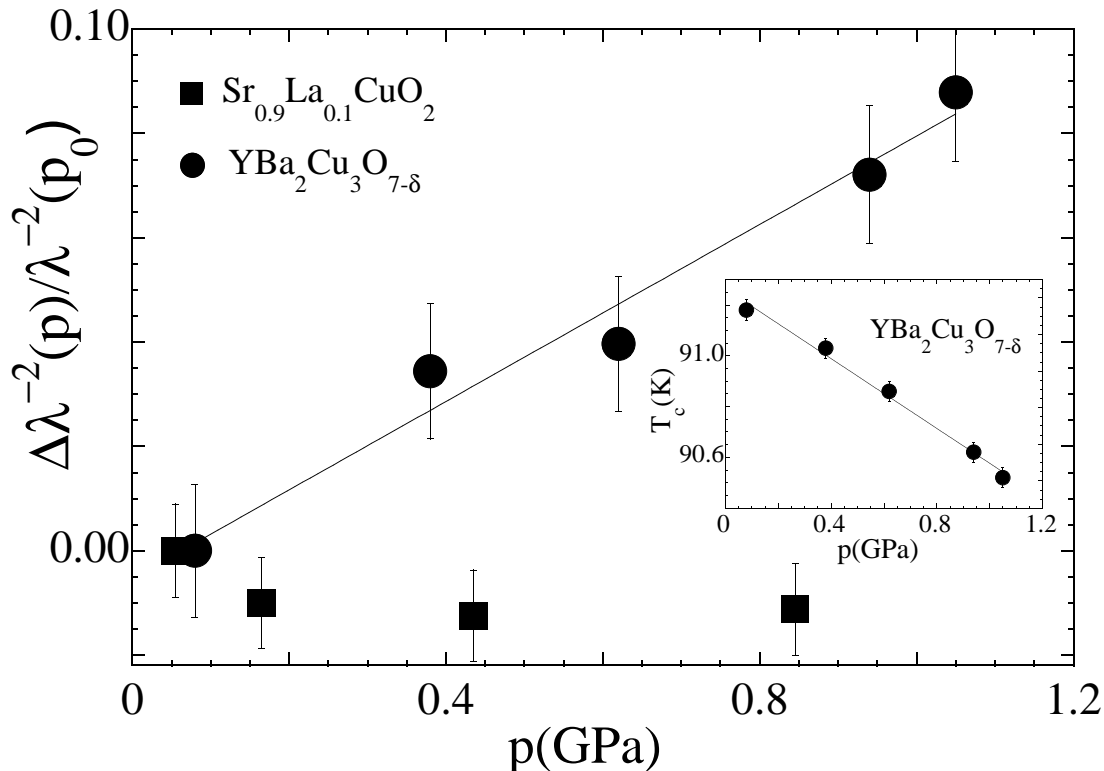 0.10
Sr0.9La0.1CuO2
YBa2Cu3O7-δ
Δλ−2(p)/λ−2(p0)
0.00
0
0.4
0.8
1.2
p(GPa)
YBa2Cu3O7-δ
91.0
90.6
Tc(K)
0
0.4
0.8
1.2
p(GPa)